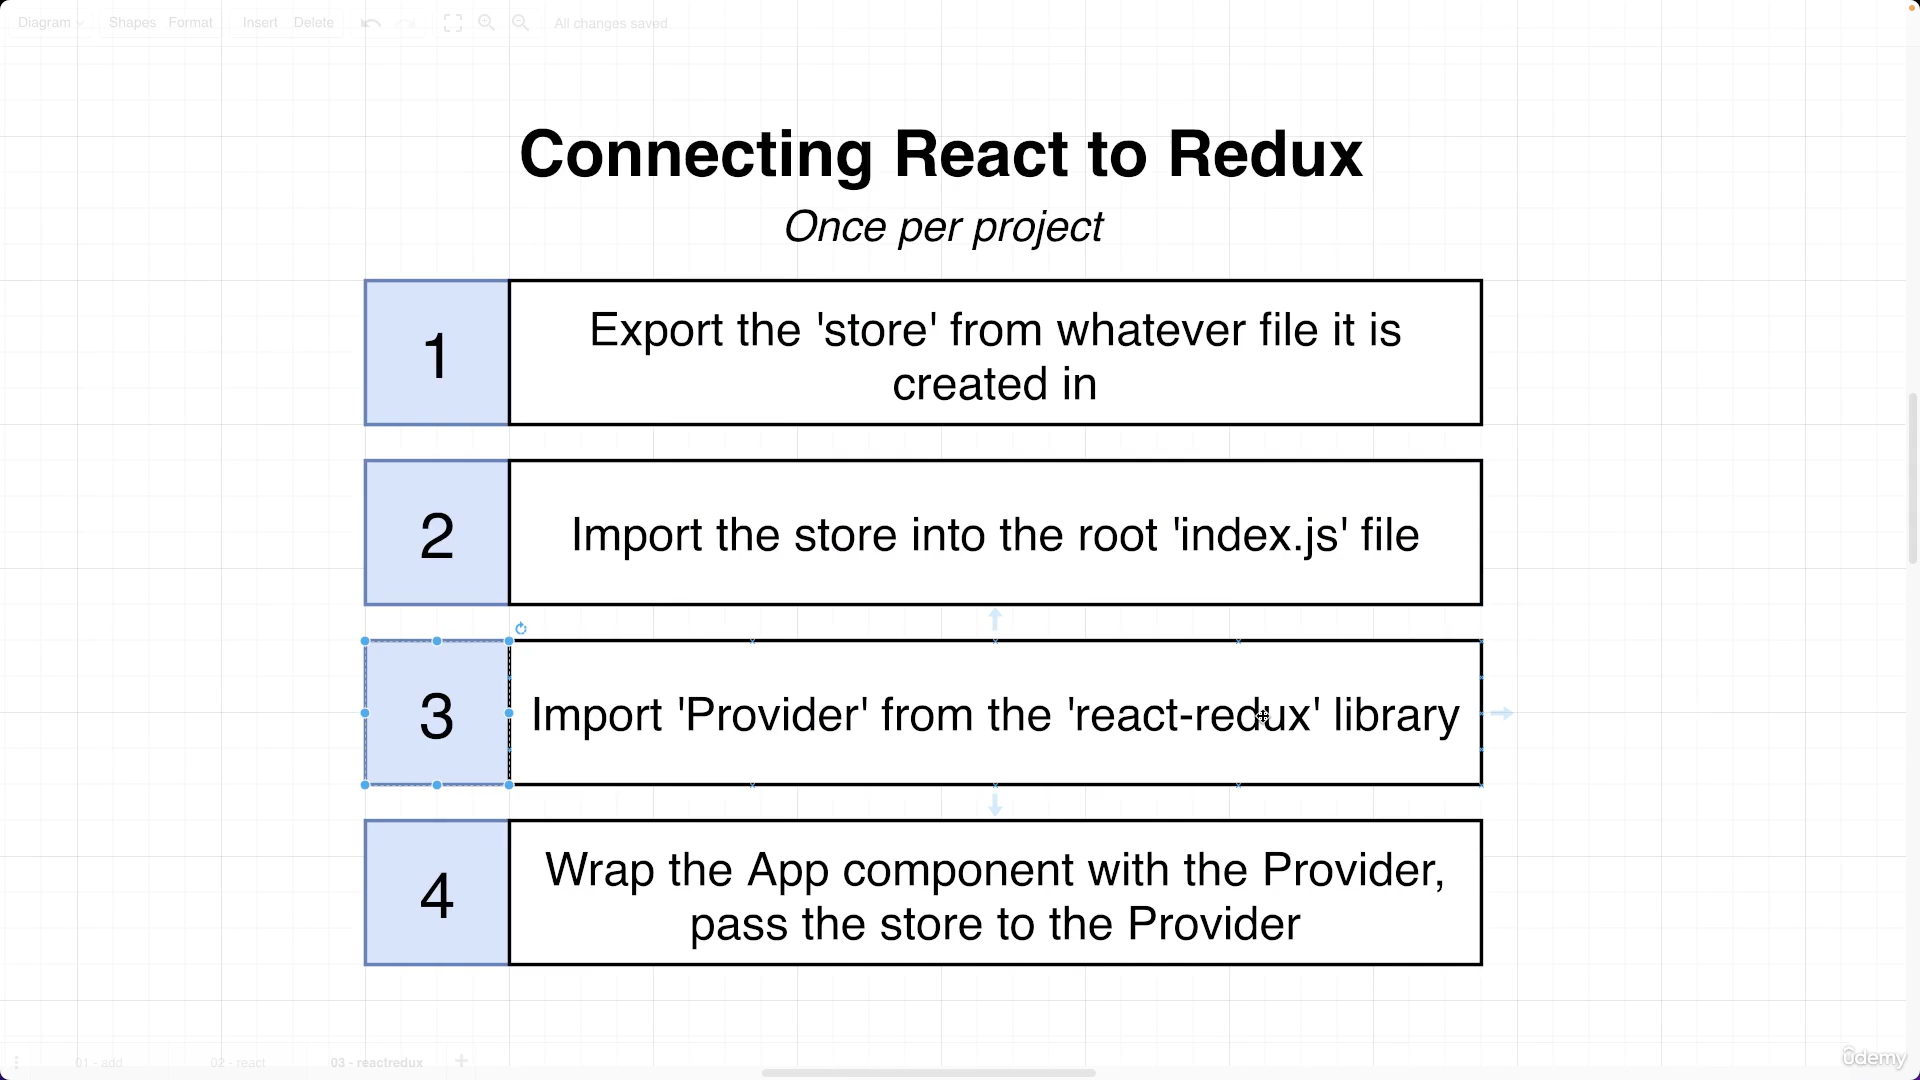 Diagram
Shapes Format
Insert Delete
All changes saved
Connecting React to Redux
Once per project
1
Export the 'store' from whatever file it is
created in
2
Import the store into the root 'index.js' file
3
Import 'Provider' from the 'react-redux' library
4
Wrap the App component with the Provider,
pass the store to the Provider
01 - add
02 - react
03 - reactredux
ûdemy